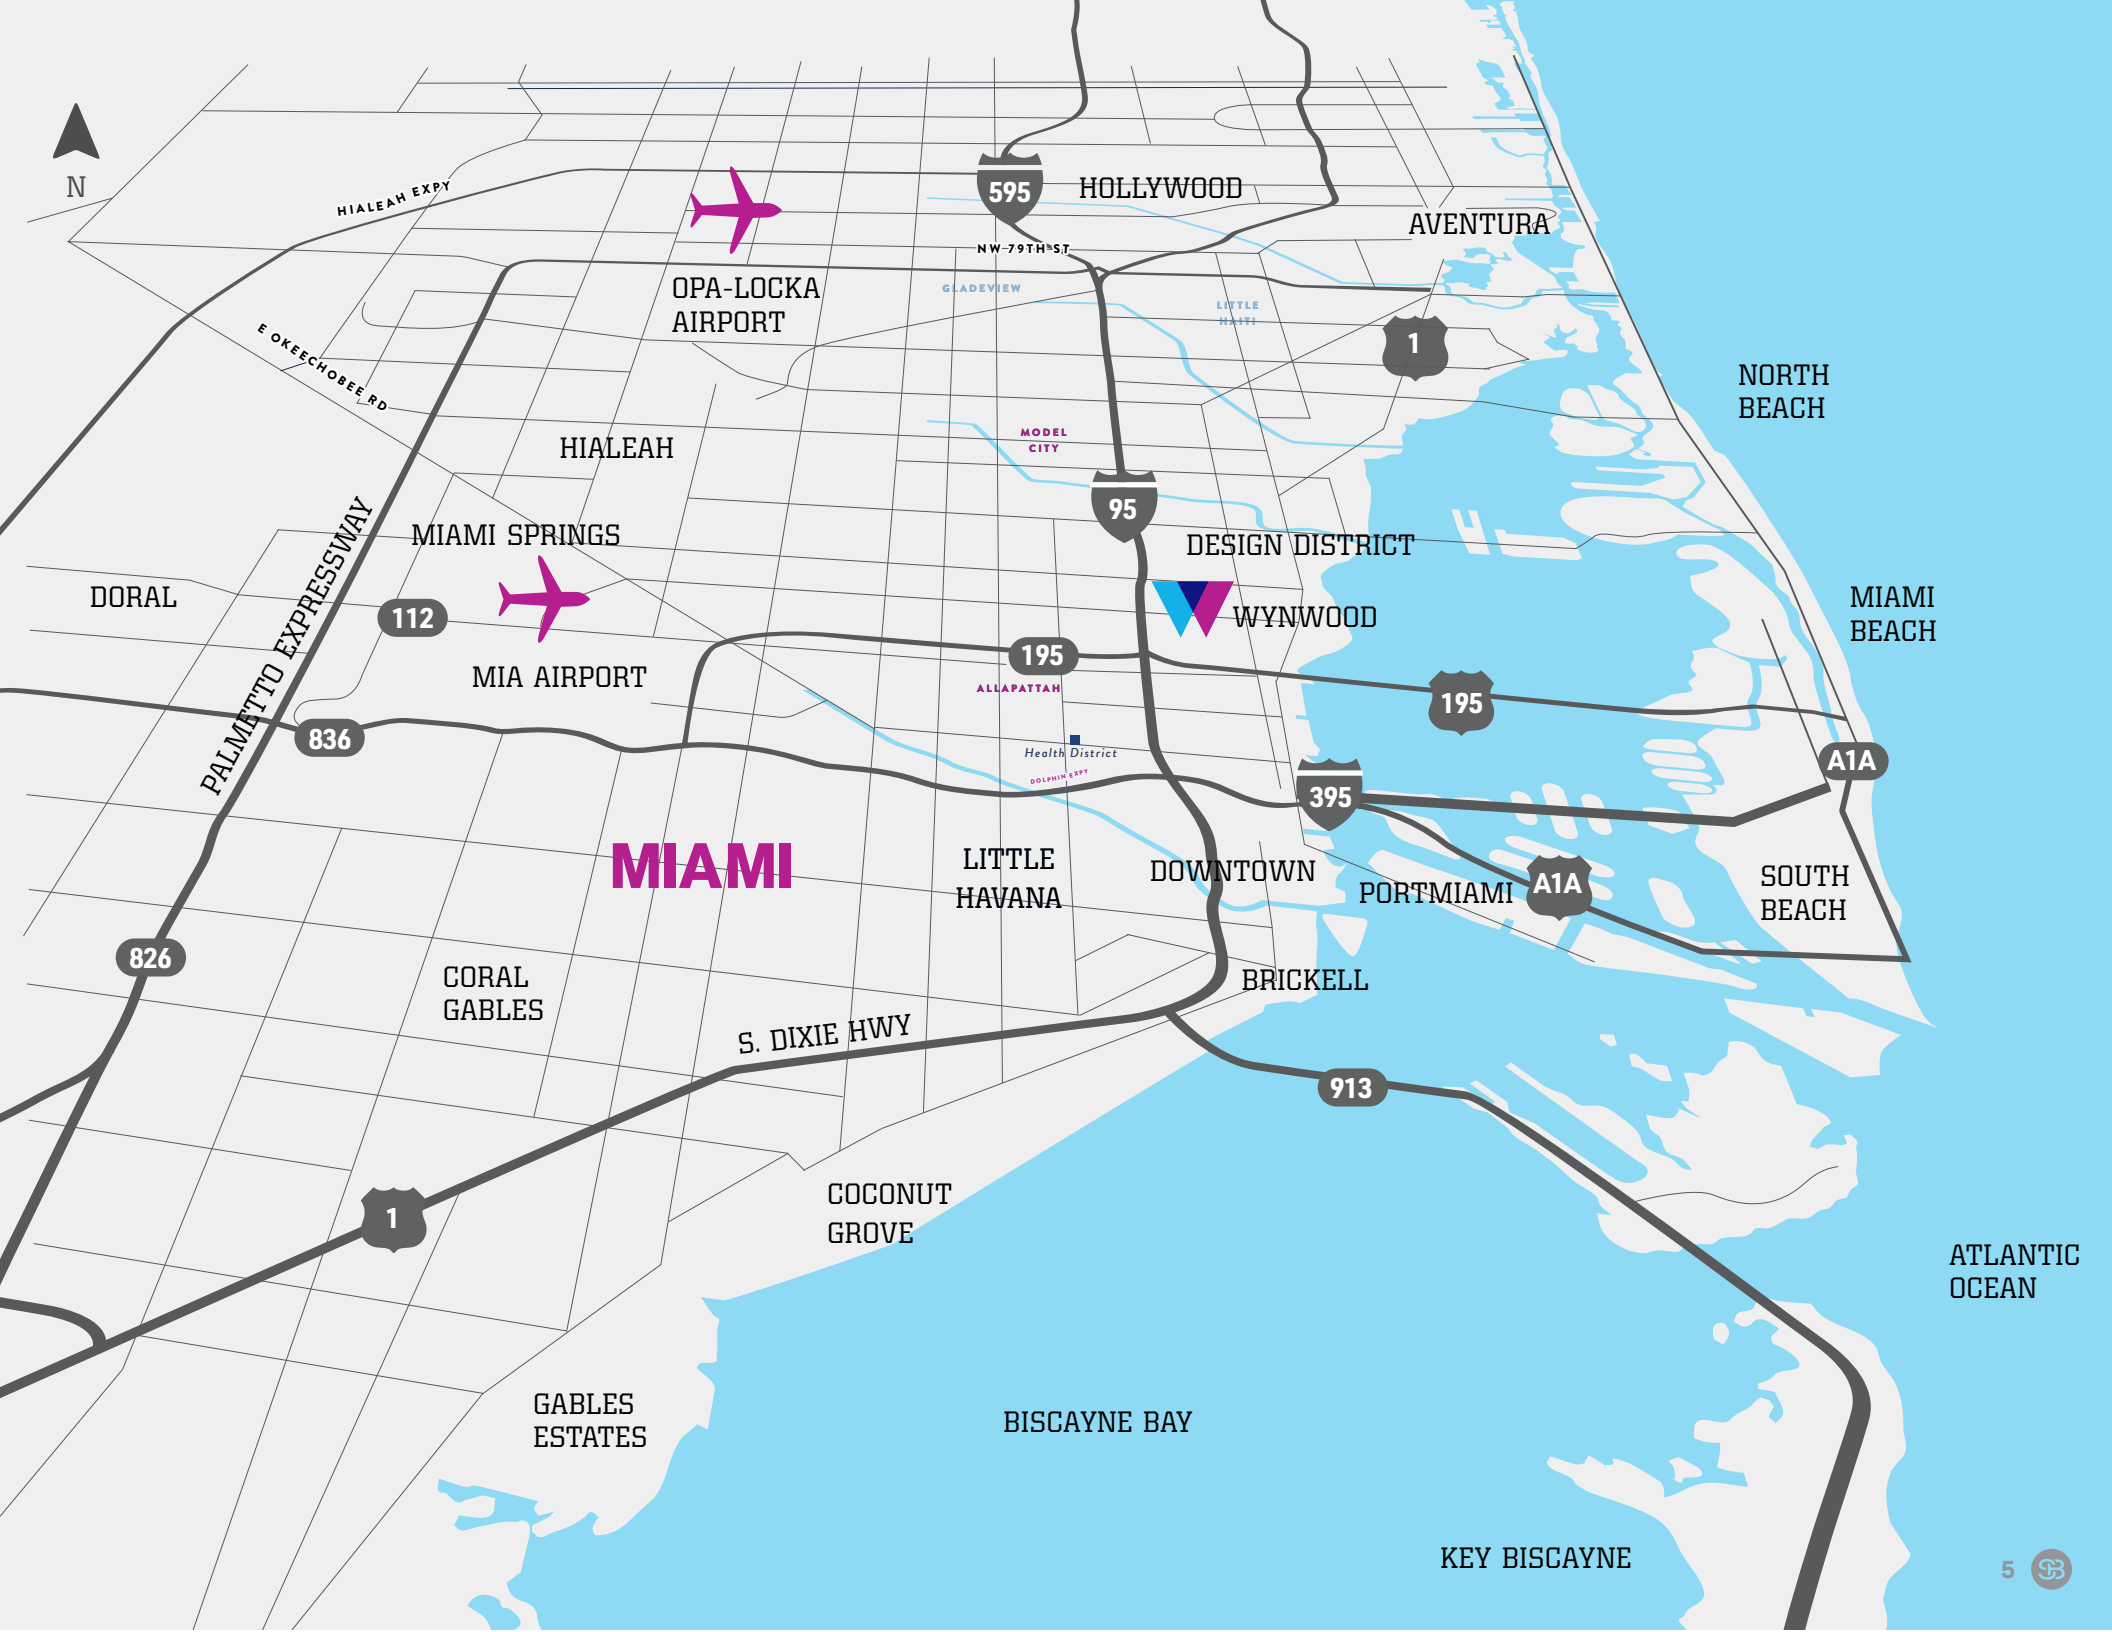 N
HIALEAH EXPY
595
HOLLYWOOD
AVENTURA
NW 79TH ST
OPA-LOCKA
AIRPORT
GLADEVIEW
LITTLE
HAITI
E OKEECHOBEE RD
1
NORTH
BEACH
MODEL
CITY
HIALEAH
95
MIAMI SPRINGS
DESIGN DISTRICT
DORAL
112
WYNWOOD
MIAMI
BEACH
PALMETTO EXPRESSWAY
195
MIA AIRPORT
ALLAPATTAH
195
836
Health District
DOLPHIN EXPY
A1A
395
MIAMI
LITTLE
HAVANA
DOWNTOWN
PORTMIAMI
A1A
SOUTH
BEACH
826
CORAL
GABLES
BRICKELL
S. DIXIE HWY
913
COCONUT
GROVE
1
ATLANTIC
OCEAN
GABLES
ESTATES
BISCAYNE BAY
KEY BISCAYNE
5
SB